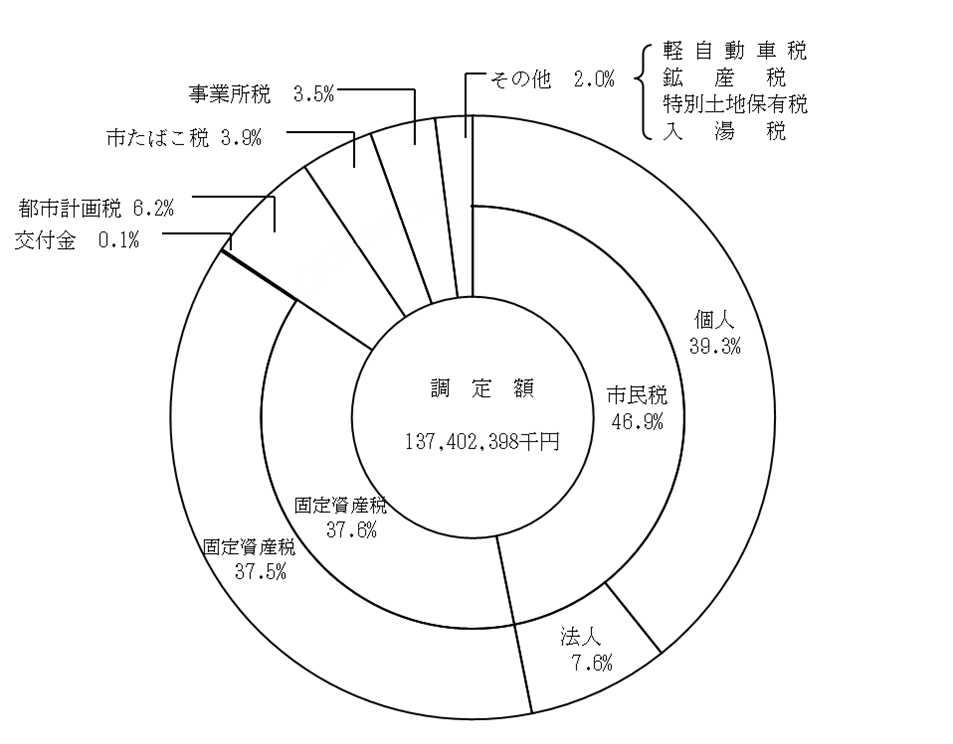 軽自動車税
その他 2.0%
鉱産税
特別土地保有税
入湯税
事業所税 3.5%
市たばこ税 3.9%
都市計画税 6.2%
交付金 0.1%
個人
39.3%
市民税
46.9%
調定額
137,402,398千円
固定資産税
37.6%
固定資産税
37.5%
法人
7.6%